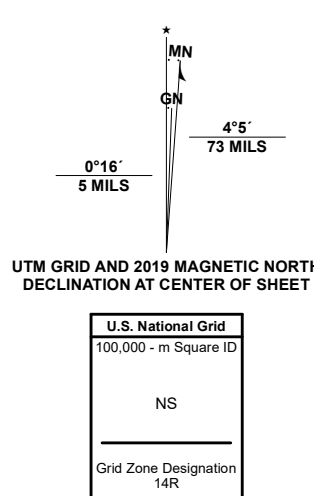 ★
MN
GN
4°5´
73 MILS
0°16´
5 MILS
UTM GRID AND 2019 MAGNETIC NORTH
DECLINATION AT CENTER OF SHEET
U.S. National Grid
100,000 - m Square ID
NS
Grid Zone Designation
14R